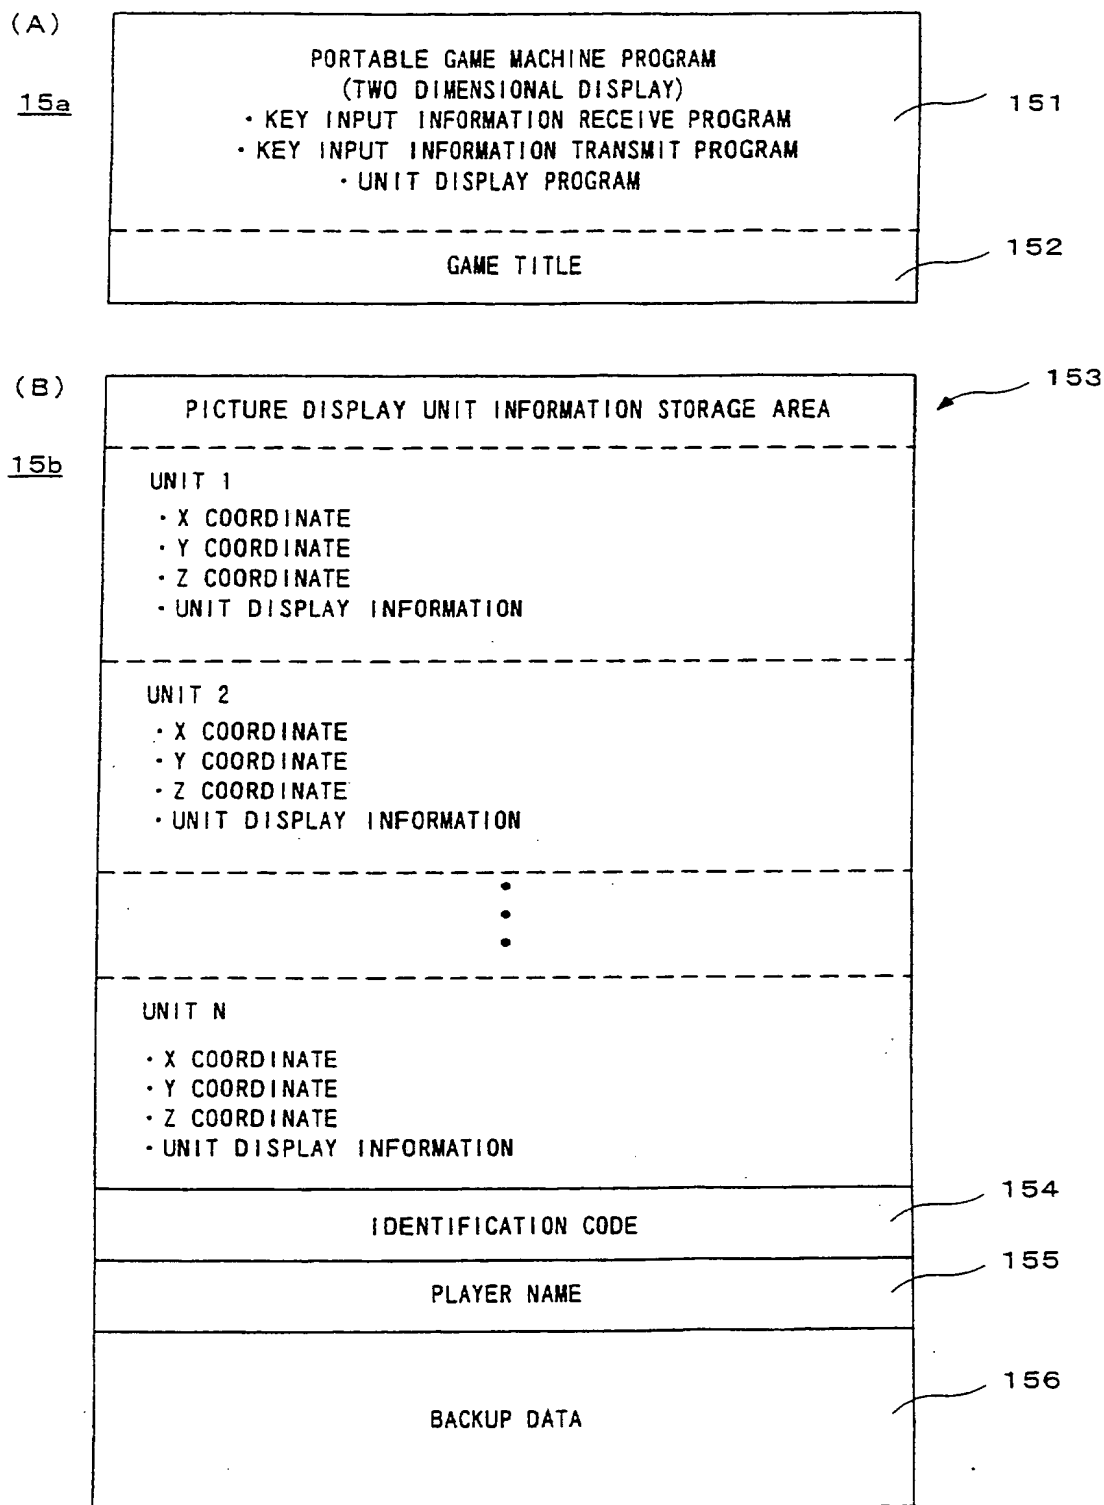 (A)
15a
PORTABLE GAME MACHINE PROGRAM
(TWO DIMENSIONAL DISPLAY)
・KEY INPUT INFORMATION RECEIVE PROGRAM
・KEY INPUT INFORMATION TRANSMIT PROGRAM
・UNIT DISPLAY PROGRAM
151
GAME TITLE
152
(B)
15b
153
PICTURE DISPLAY UNIT INFORMATION STORAGE AREA
UNIT 1
・X COORDINATE
・Y COORDINATE
・Z COORDINATE
・UNIT DISPLAY INFORMATION
UNIT 2
・X COORDINATE
・Y COORDINATE
・Z COORDINATE
・UNIT DISPLAY INFORMATION
UNIT N
・X COORDINATE
・Y COORDINATE
・Z COORDINATE
・UNIT DISPLAY INFORMATION
IDENTIFICATION CODE
154
PLAYER NAME
155
BACKUP DATA
156